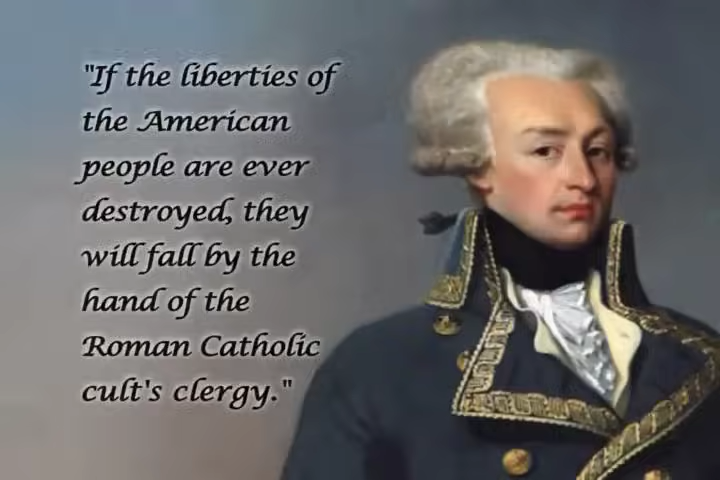 "If the liberties of
the American
people are ever
destroyed, they
will fall by the
hand of the
Roman Catholic
cult's clergy."